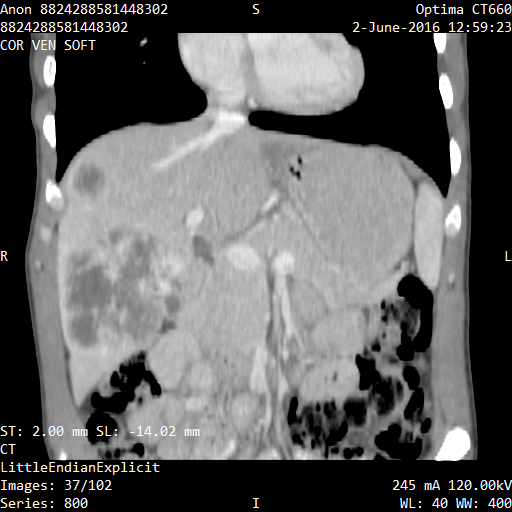 Anon 8824288581448302 S Optima CT660
8824288581448302 2-June-2016 12:59:23
COR VEN SOFT
R L
ST: 2.00 mm SL: -14.02 mm
CT
LittleEndianExplicit
Images: 37/102 245 mA 120.00kV
Series: 800 I WL: 40 WW: 400